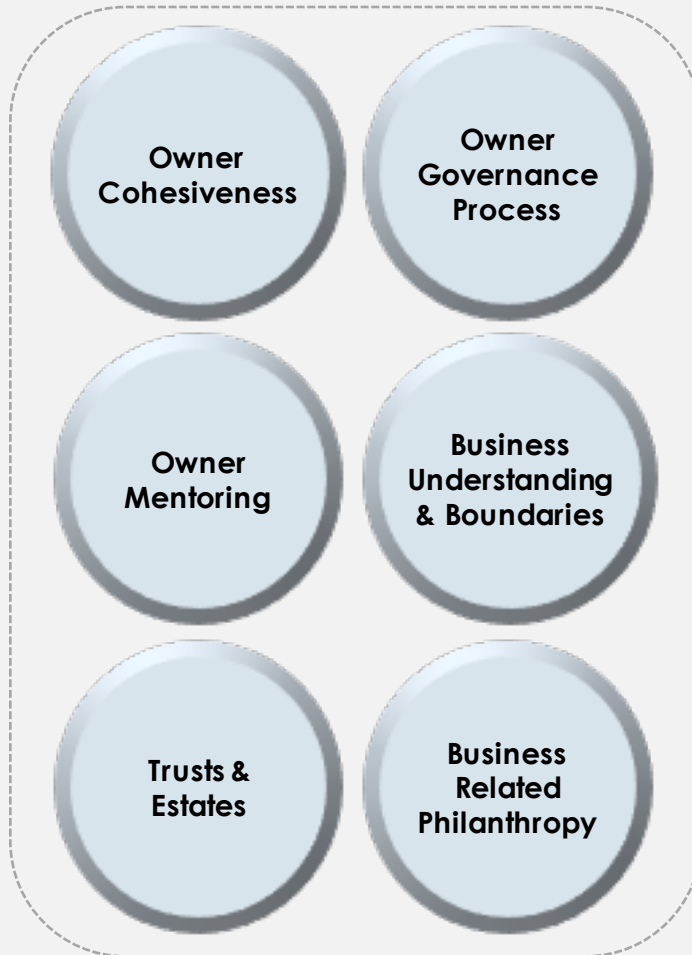 Owner
Cohesiveness
Owner
Governance
Process
Owner
Mentoring
Business
Understanding
& Boundaries
Trusts &
Estates
Business
Related
Philanthropy